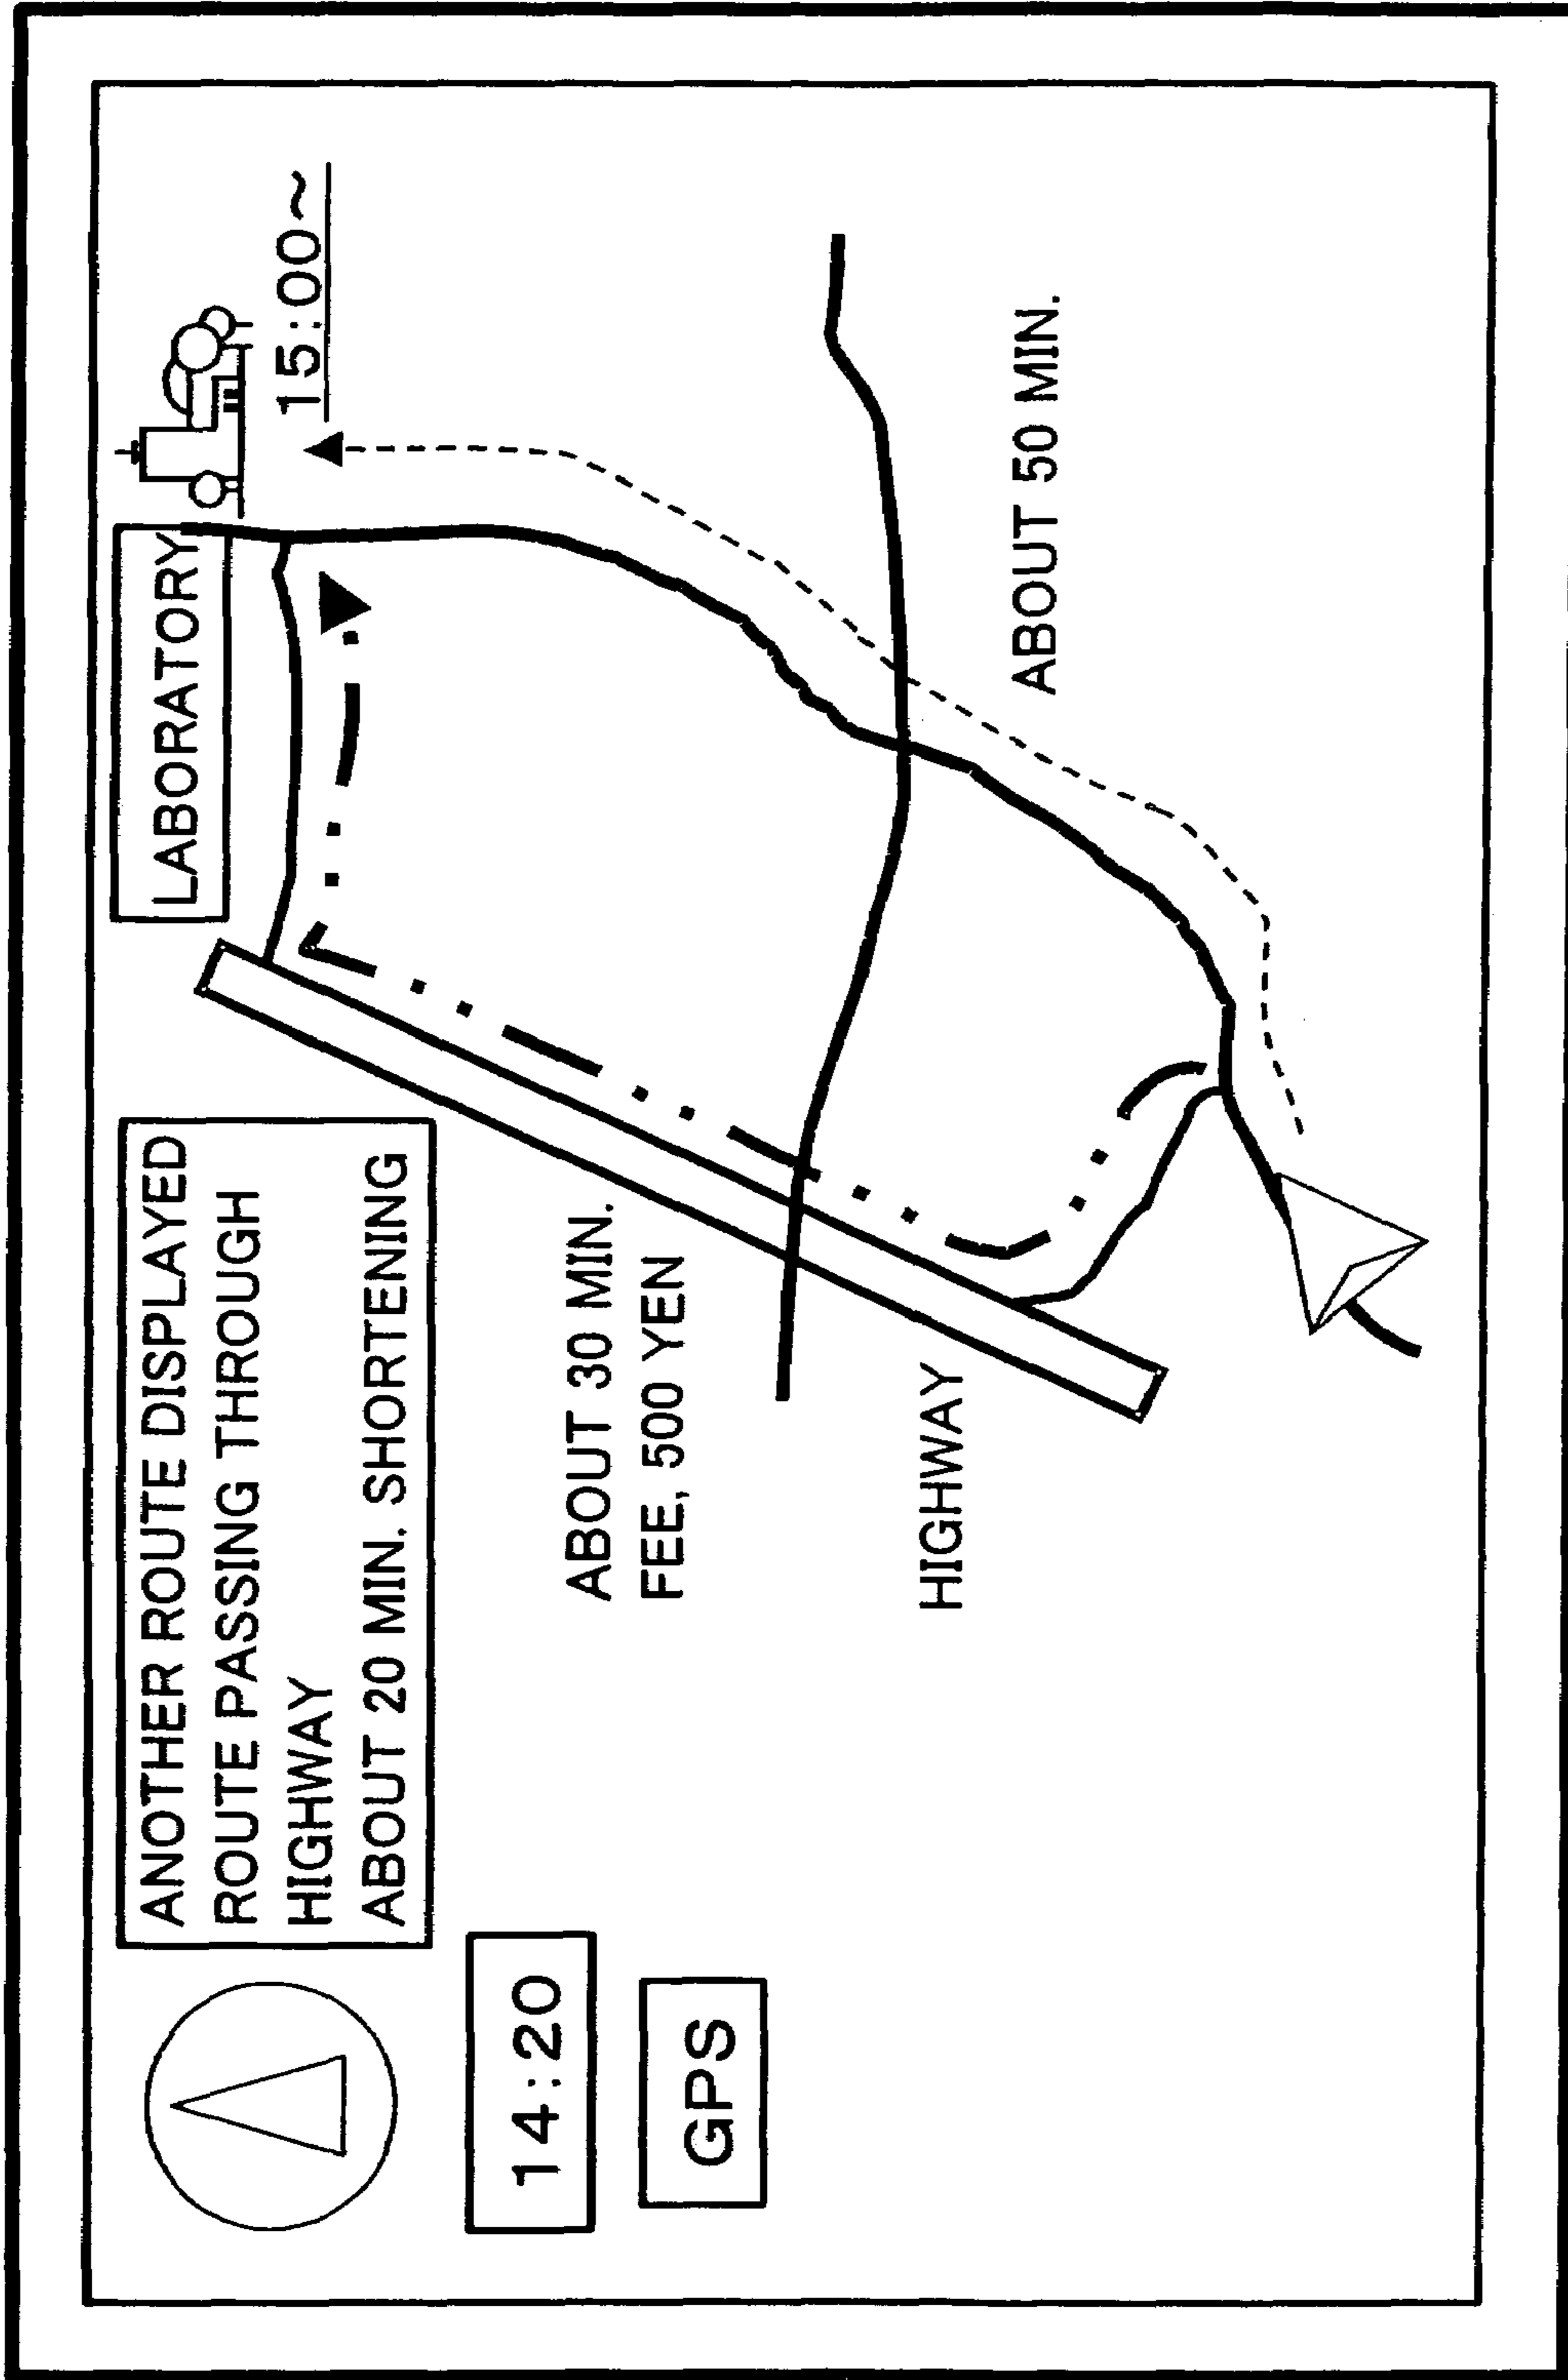 ANOTHER ROUTE DISPLAYED
ROUTE PASSING THROUGH
HIGHWAY
ABOUT 20 MIN. SHORTENING
LABORATORY
15:00~
14:20
GPS
ABOUT 30 MIN.
FEE, 500 YEN
HIGHWAY
ABOUT 50 MIN.